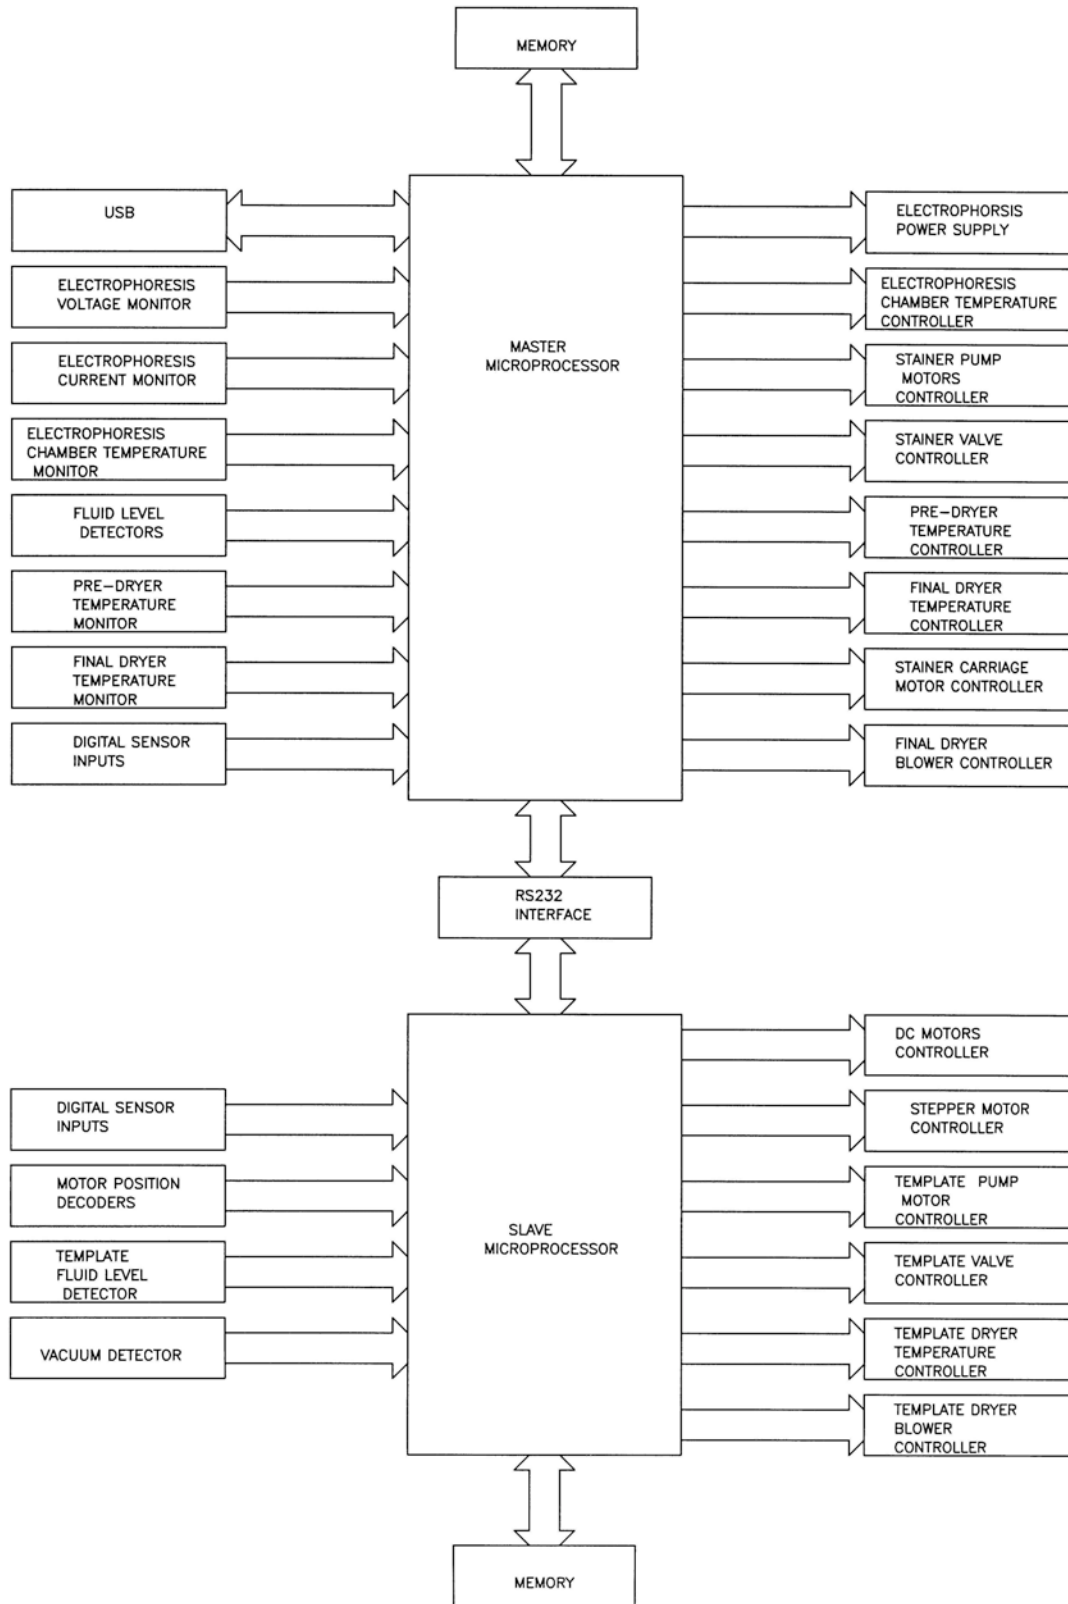 MEMORY
USB
ELECTROPHORESIS
VOLTAGE MONITOR
ELECTROPHORESIS
CURRENT MONITOR
ELECTROPHORESIS
CHAMBER TEMPERATURE
MONITOR
FLUID LEVEL
DETECTORS
PRE-DRYER
TEMPERATURE
MONITOR
FINAL DRYER
TEMPERATURE
MONITOR
DIGITAL SENSOR
INPUTS
MASTER
MICROPROCESSOR
ELECTROPHORSIS
POWER SUPPLY
ELECTROPHORESIS
CHAMBER TEMPERATURE
CONTROLLER
STAINER PUMP
MOTORS
CONTROLLER
STAINER VALVE
CONTROLLER
PRE-DRYER
TEMPERATURE
CONTROLLER
FINAL DRYER
TEMPERATURE
CONTROLLER
STAINER CARRIAGE
MOTOR CONTROLLER
FINAL DRYER
BLOWER CONTROLLER
RS232
INTERFACE
DIGITAL SENSOR
INPUTS
MOTOR POSITION
DECODERS
TEMPLATE
FLUID LEVEL
DETECTOR
VACUUM DETECTOR
SLAVE
MICROPROCESSOR
DC MOTORS
CONTROLLER
STEPPER MOTOR
CONTROLLER
TEMPLATE PUMP
MOTOR
CONTROLLER
TEMPLATE VALVE
CONTROLLER
TEMPLATE DRYER
TEMPERATURE
CONTROLLER
TEMPLATE DRYER
BLOWER
CONTROLLER
MEMORY